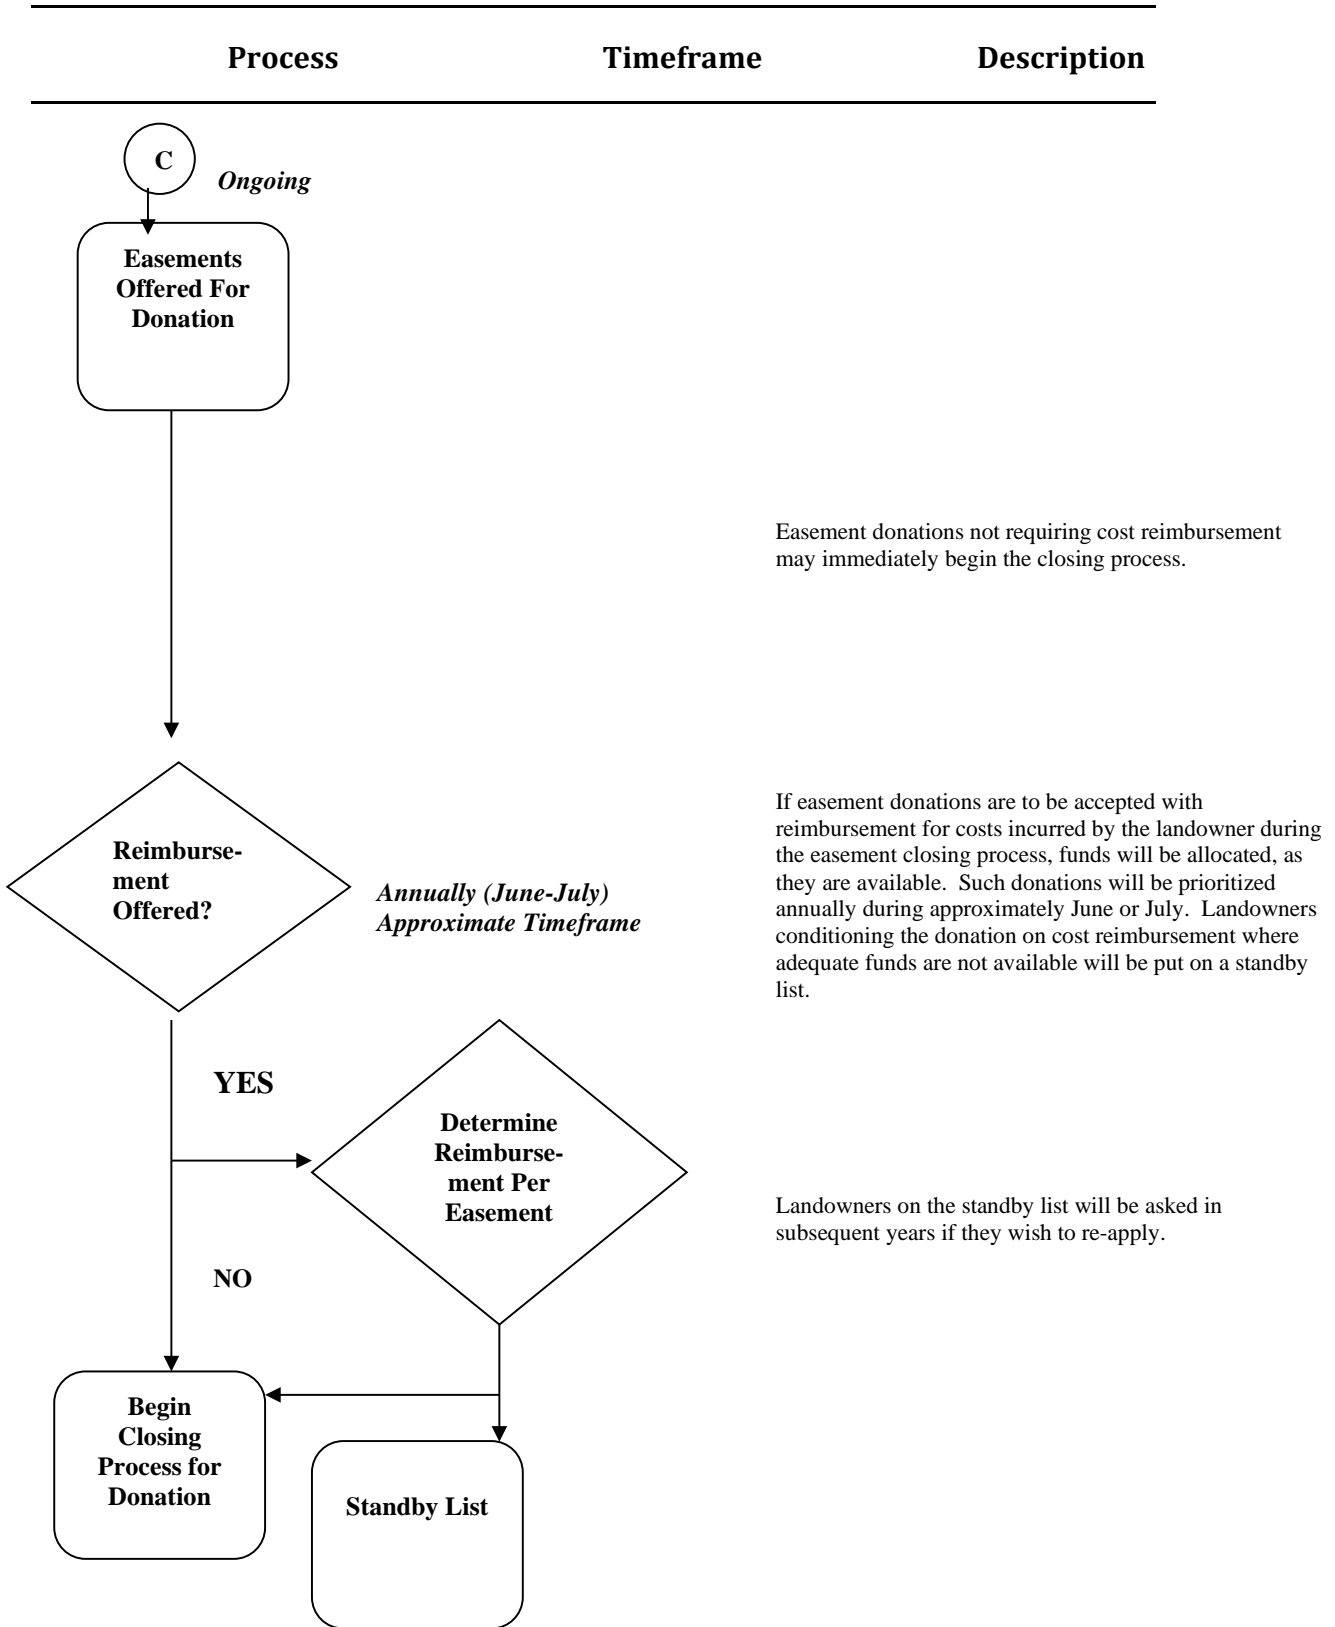 Process Timeframe Description
C
Ongoing
Easements
Offered For
Donation
Easement donations not requiring cost reimbursement
may immediately begin the closing process.
Reimburse-
ment
Offered?
Annually (June-July)
Approximate Timeframe
If easement donations are to be accepted with
reimbursement for costs incurred by the landowner during
the easement closing process, funds will be allocated, as
they are available.  Such donations will be prioritized
annually during approximately June or July.  Landowners
conditioning the donation on cost reimbursement where
adequate funds are not available will be put on a standby
list.
YES
Determine
Reimburse-
ment Per
Easement
Landowners on the standby list will be asked in
subsequent years if they wish to re-apply.
NO
Begin
Closing
Process for
Donation
Standby List